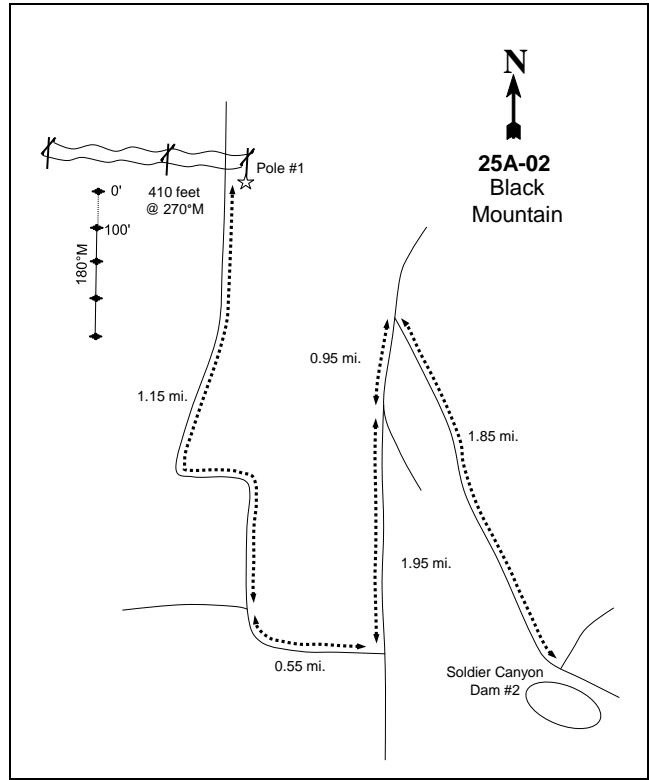 N
25A-02
Black
Mountain
Pole #1
0'
410 feet
@ 270°M
100'
180°M
0.95 mi.
1.15 mi.
1.85 mi.
1.95 mi.
0.55 mi.
Soldier Canyon
Dam #2